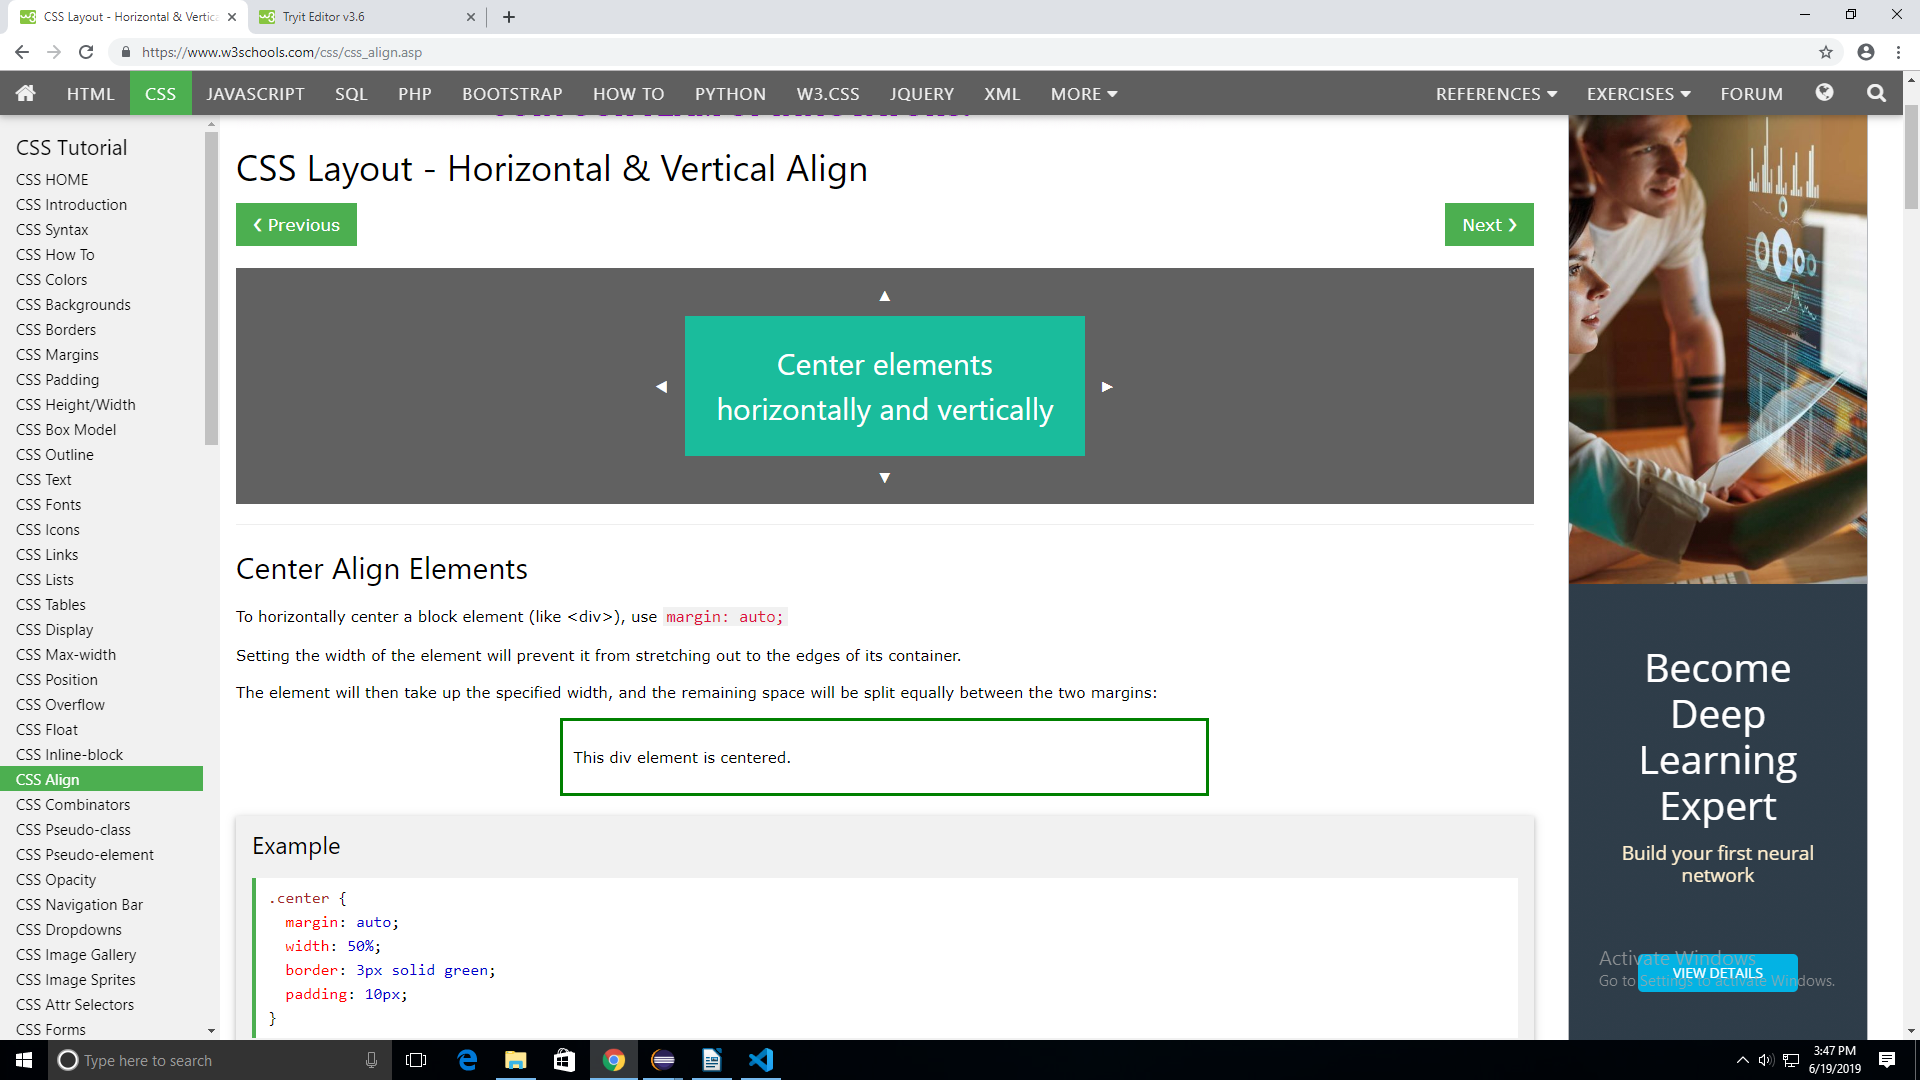 CSS Layout - Horizontal & Vertica
Tryit Editor v3.6
https://www.w3schools.com/css/css_align.asp
HTML
CSS
JAVASCRIPT
SQL
PHP
BOOTSTRAP
HOW TO
PYTHON
W3.CSS
JQUERY
XML
MORE
REFERENCES
EXERCISES
FORUM
CSS Tutorial
CSS HOME
CSS Introduction
CSS Syntax
CSS How To
CSS Colors
CSS Backgrounds
CSS Borders
CSS Margins
CSS Padding
CSS Height/Width
CSS Box Model
CSS Outline
CSS Text
CSS Fonts
CSS Icons
CSS Links
CSS Lists
CSS Tables
CSS Display
CSS Max-width
CSS Position
CSS Overflow
CSS Float
CSS Inline-block
CSS Align
CSS Combinators
CSS Pseudo-class
CSS Pseudo-element
CSS Opacity
CSS Navigation Bar
CSS Dropdowns
CSS Image Gallery
CSS Image Sprites
CSS Attr Selectors
CSS Forms
CSS Layout - Horizontal & Vertical Align
❮ Previous
Next ❯
▲
◀
Center elements
horizontally and vertically
▶
▼
Center Align Elements
To horizontally center a block element (like <div>), use margin: auto;
Setting the width of the element will prevent it from stretching out to the edges of its container.
The element will then take up the specified width, and the remaining space will be split equally between the two margins:
This div element is centered.
Example
.center {
margin: auto;
width: 50%;
border: 3px solid green;
padding: 10px;
}
Become
Deep
Learning
Expert
Build your first neural
network
VIEW DETAILS
Activate Windows
Go to Settings to activate Windows.
Type here to search
3:47 PM
6/19/2019